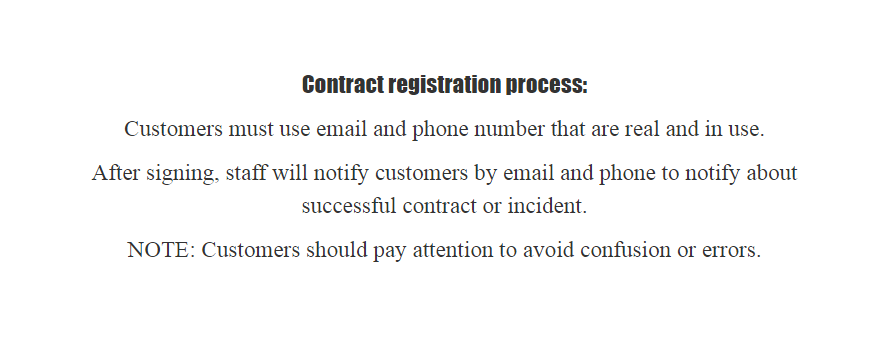 Contract registration process:
Customers must use email and phone number that are real and in use.
After signing, staff will notify customers by email and phone to notify about
successful contract or incident.
NOTE: Customers should pay attention to avoid confusion or errors.